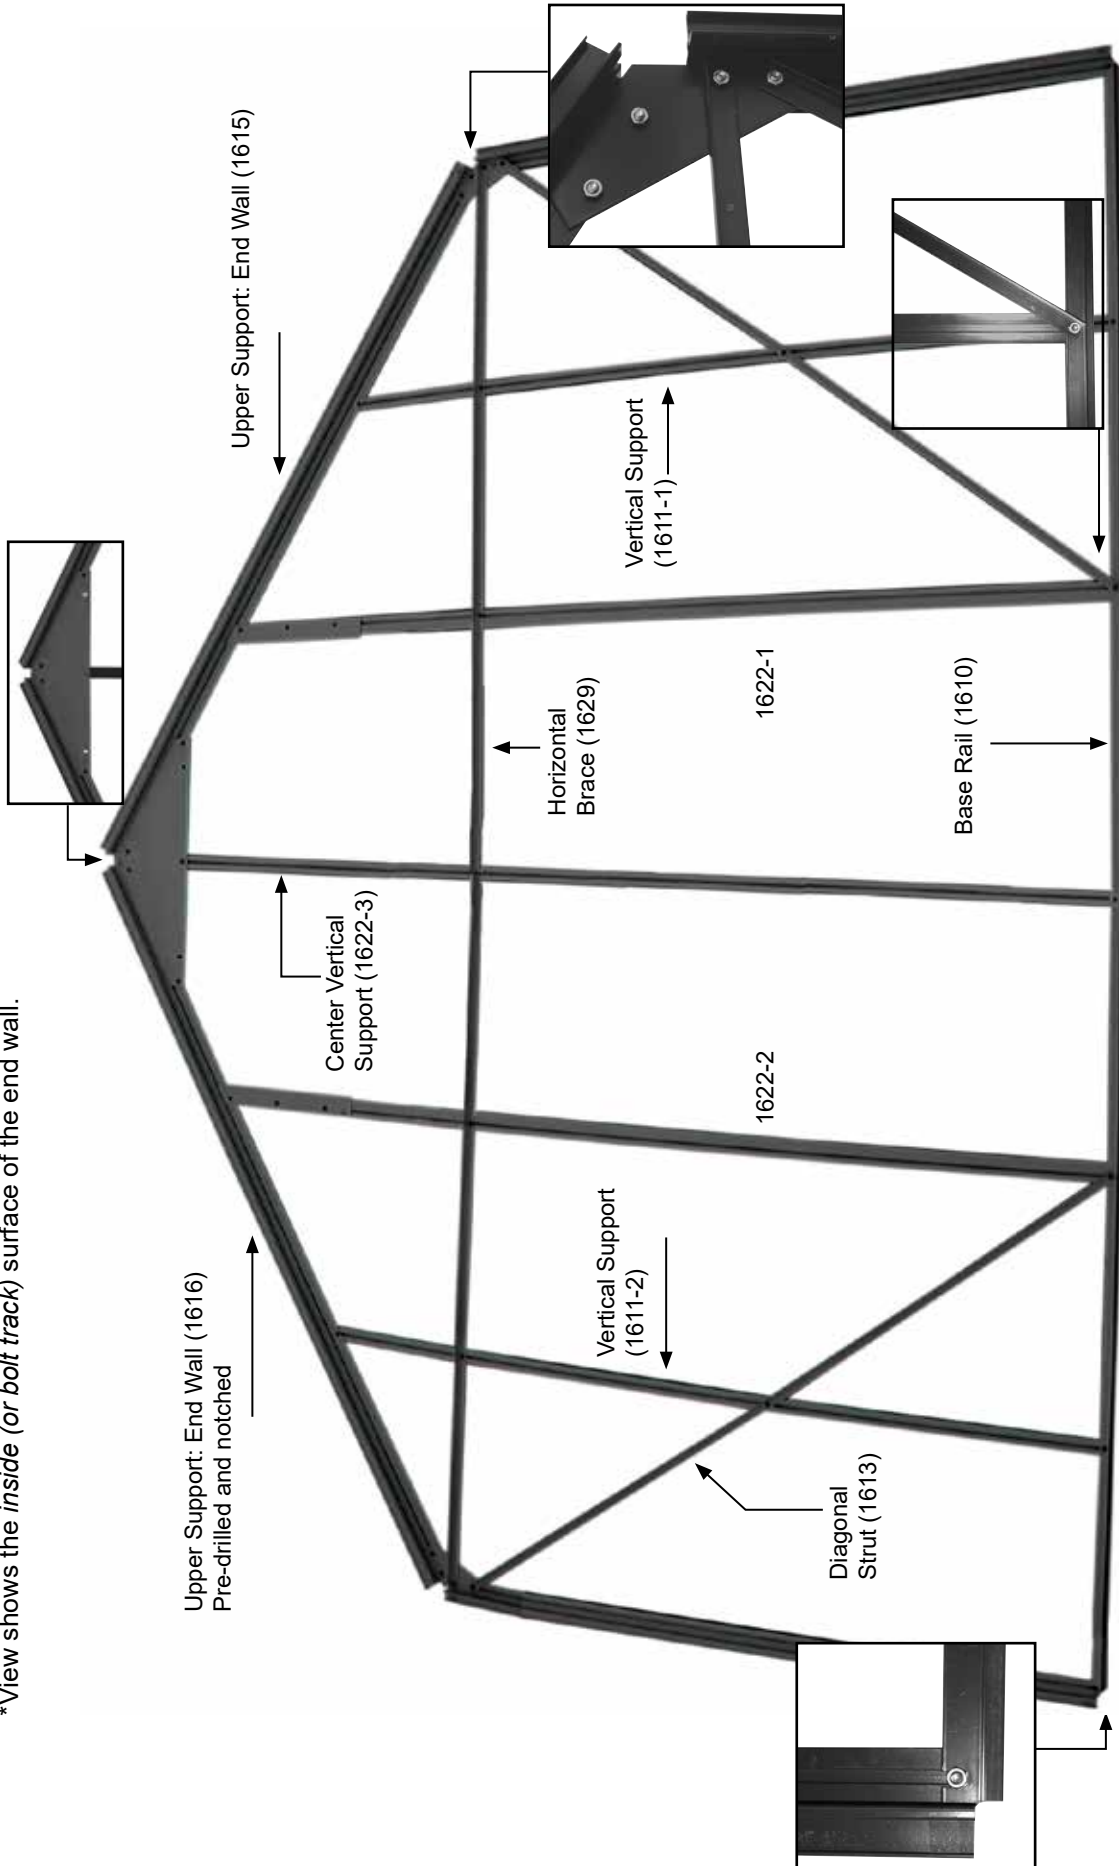 *View shows the inside (or bolt track) surface of the end wall.
Upper Support: End Wall (1616)
Pre-drilled and notched
Upper Support: End Wall (1615)
Center Vertical
Support (1622-3)
Horizontal
Brace (1629)
Vertical Support
(1611-2)
Vertical Support
(1611-1)
1622-2
1622-1
Diagonal
Strut (1613)
Base Rail (1610)